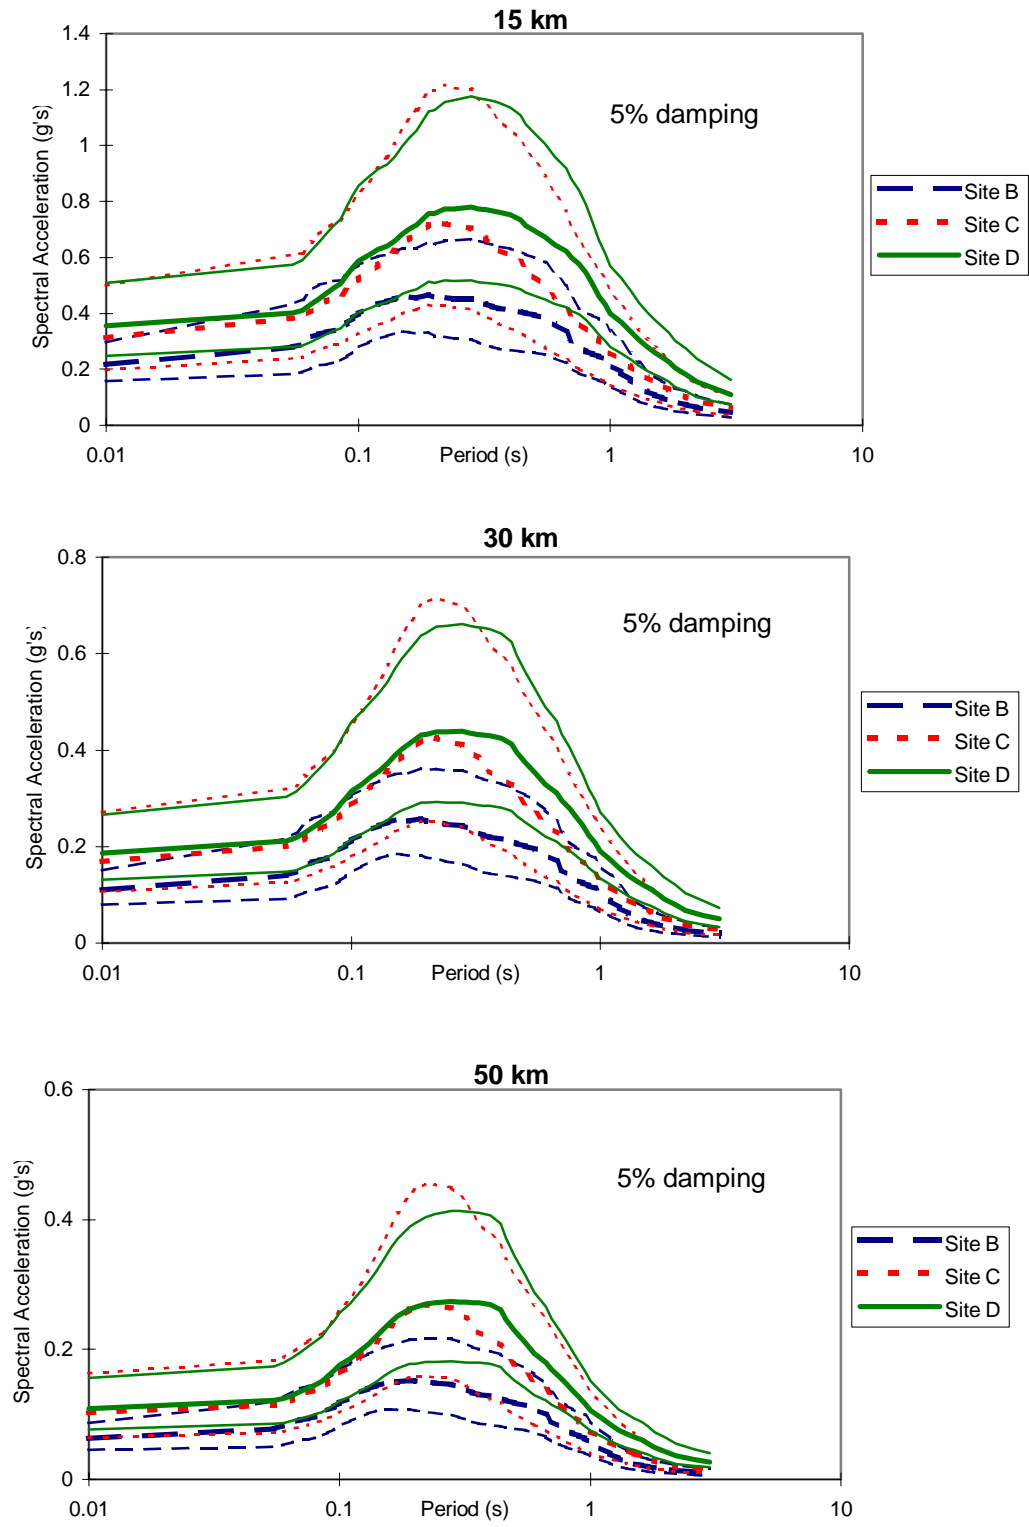 15 km
1.4
1.2
1
0.8
0.6
0.4
0.2
0
Spectral Acceleration (g's)
5% damping
Site B
Site C
Site D
0.01 0.1 Period (s) 1 10
30 km
0.8
0.6
0.4
0.2
0
Spectral Acceleration (g's)
5% damping
Site B
Site C
Site D
0.01 0.1 Period (s) 1 10
50 km
0.6
0.4
0.2
0
Spectral Acceleration (g's)
5% damping
Site B
Site C
Site D
0.01 0.1 Period (s) 1 10